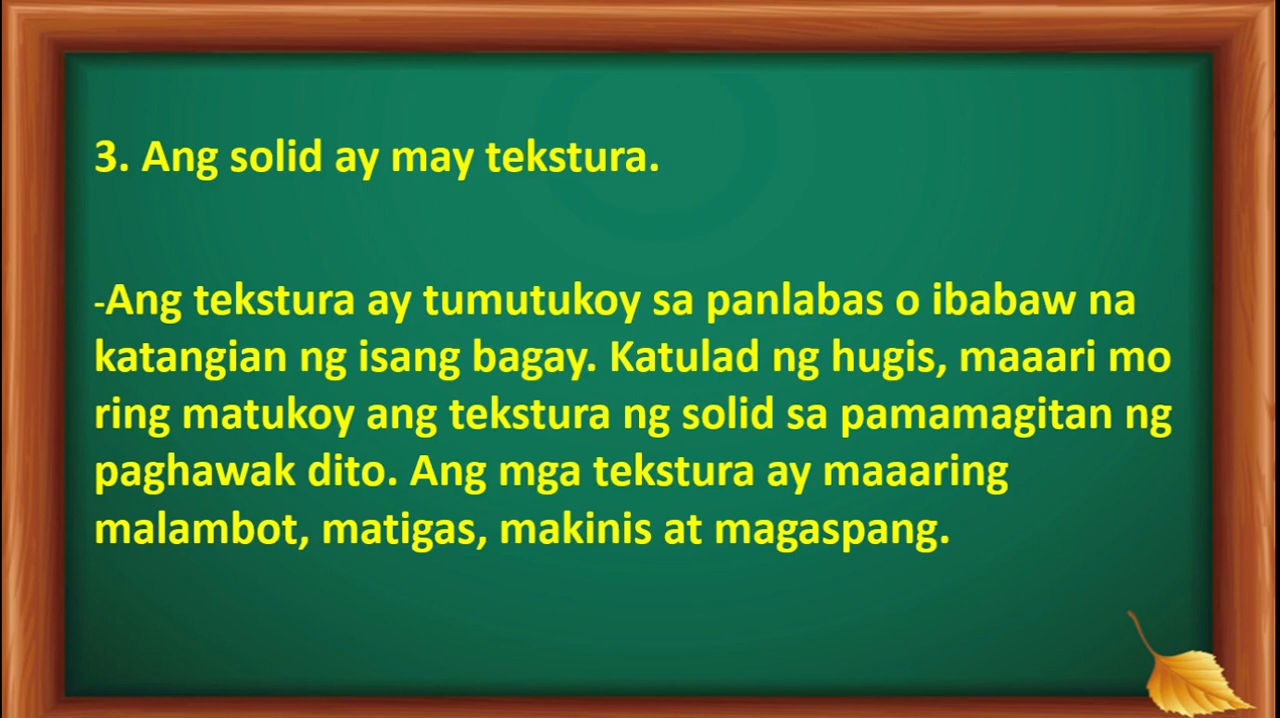 3. Ang solid ay may tekstura.
-Ang tekstura ay tumutukoy sa panlabas o ibabaw na
katangian ng isang bagay. Katulad ng hugis, maaari mo
ring matukoy ang tekstura ng solid sa pamamagitan ng
paghawak dito. Ang mga tekstura ay maaaring
malambot, matigas, makinis at magaspang.